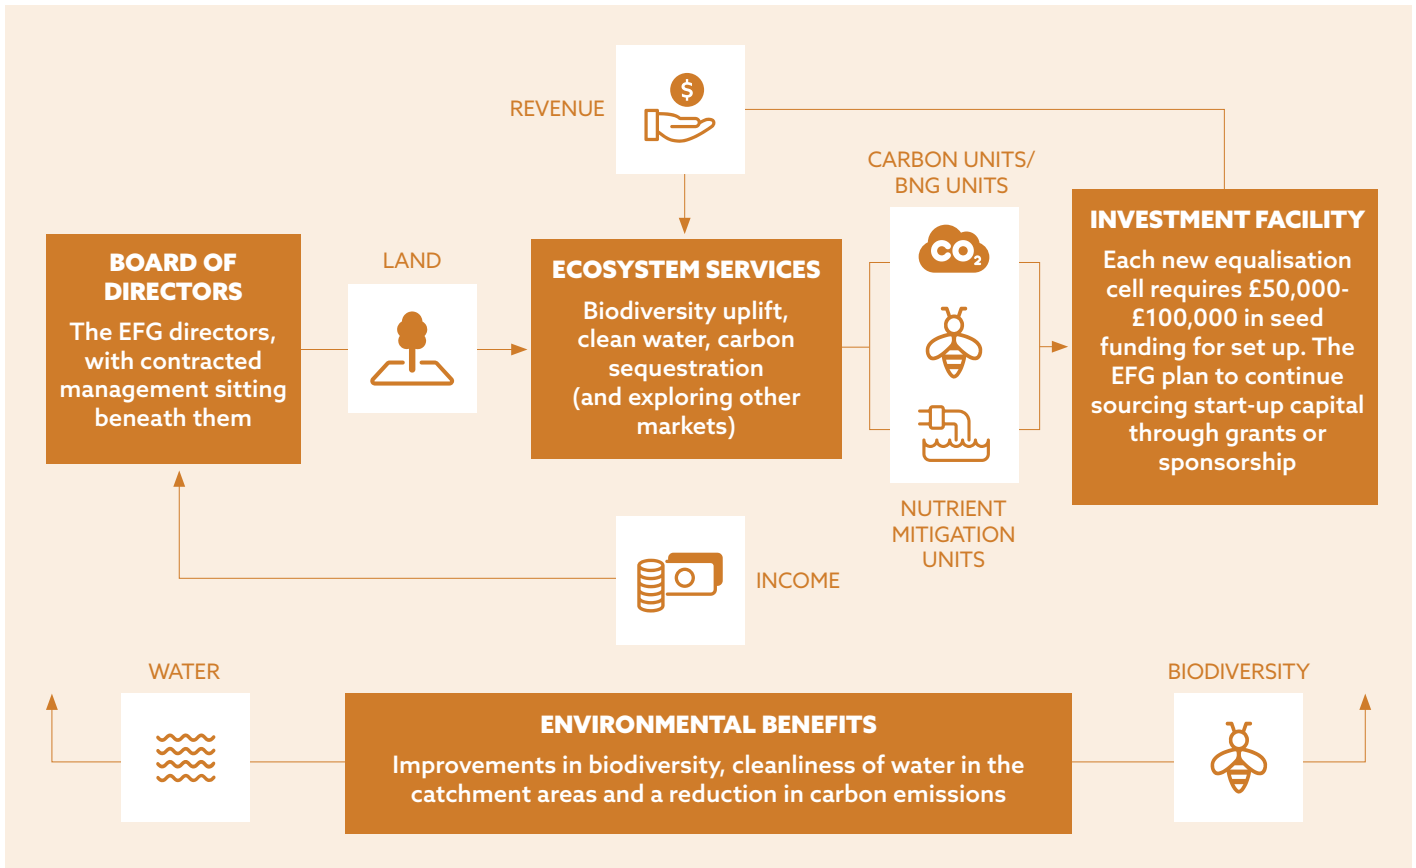 REVENUE
$
CARBON UNITS/
BNG UNITS
CO2
NUTRIENT
MITIGATION
UNITS
BOARD OF
DIRECTORS
The EFG directors,
with contracted
management sitting
beneath them
LAND
ECOSYSTEM SERVICES
Biodiversity uplift,
clean water, carbon
sequestration
(and exploring other
markets)
INVESTMENT FACILITY
Each new equalisation
cell requires £50,000-
£100,000 in seed
funding for set up. The
EFG plan to continue
sourcing start-up capital
through grants or
sponsorship
INCOME
WATER
ENVIRONMENTAL BENEFITS
Improvements in biodiversity, cleanliness of water in the
catchment areas and a reduction in carbon emissions
BIODIVERSITY